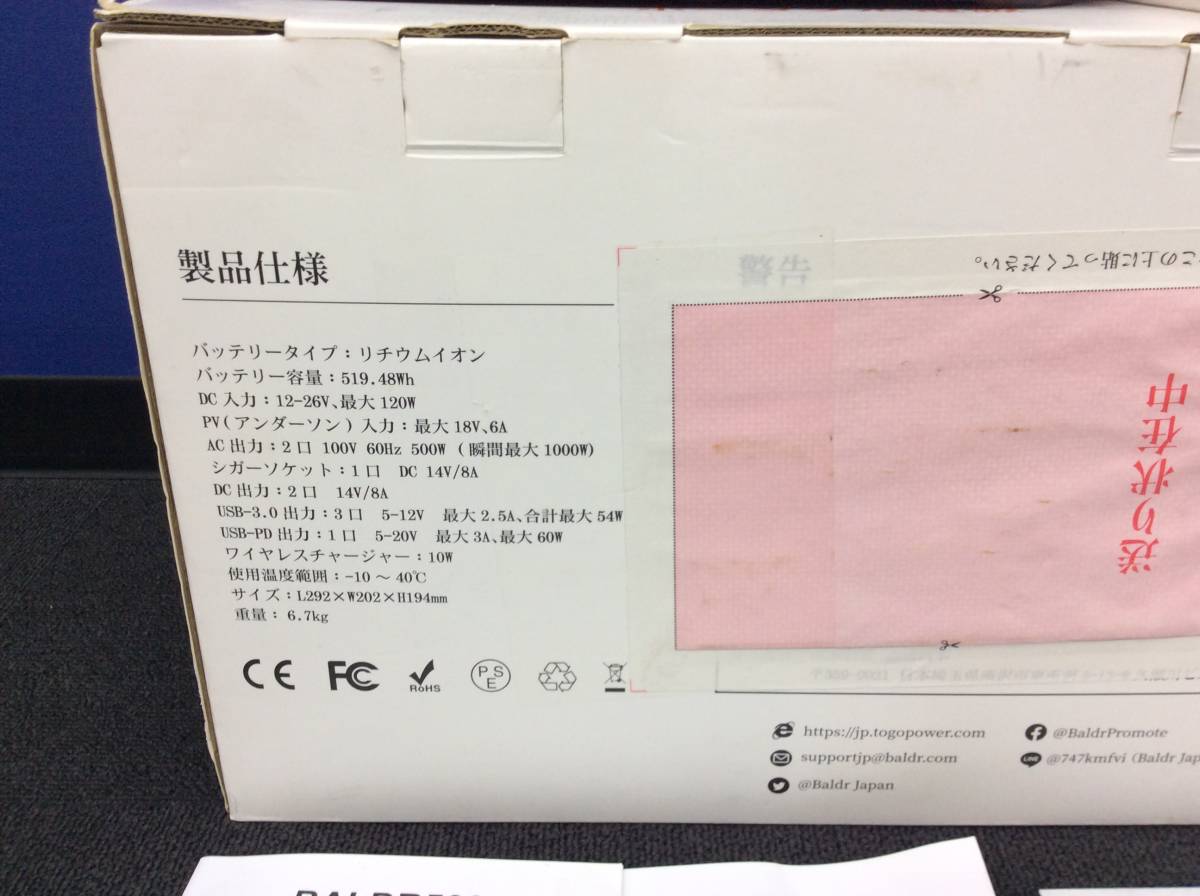 製品仕様
バッテリータイプ：リチウムイオン
バッテリー容量：519.48Wh
DC 入力：12-26V、最大 120W
PV(アンダーソン) 入力：最大 18V、6A
AC 出力：2 口 100V 60Hz 500W (瞬間最大 1000W)
シガーソケット：1 口 DC 14V/8A
DC 出力：2 口 14V/8A
USB-3.0 出力：3 口 5-12V 最大 2.5A、合計最大 54W
USB-PD 出力：1 口 5-20V 最大 3A、最大 60W
ワイヤレスチャージャー：10W
使用温度範囲：-10 ～ 40℃
サイズ：L292×W202×H194mm
重量：6.7kg
CE FC RoHS PSE
警告
この上に貼ってください。
送り状在中
https://jp.togopower.com
@BaldrPromote
supportjp@baldr.com
LINE @747kmfvi (Baldr Jap
@Baldr Japan